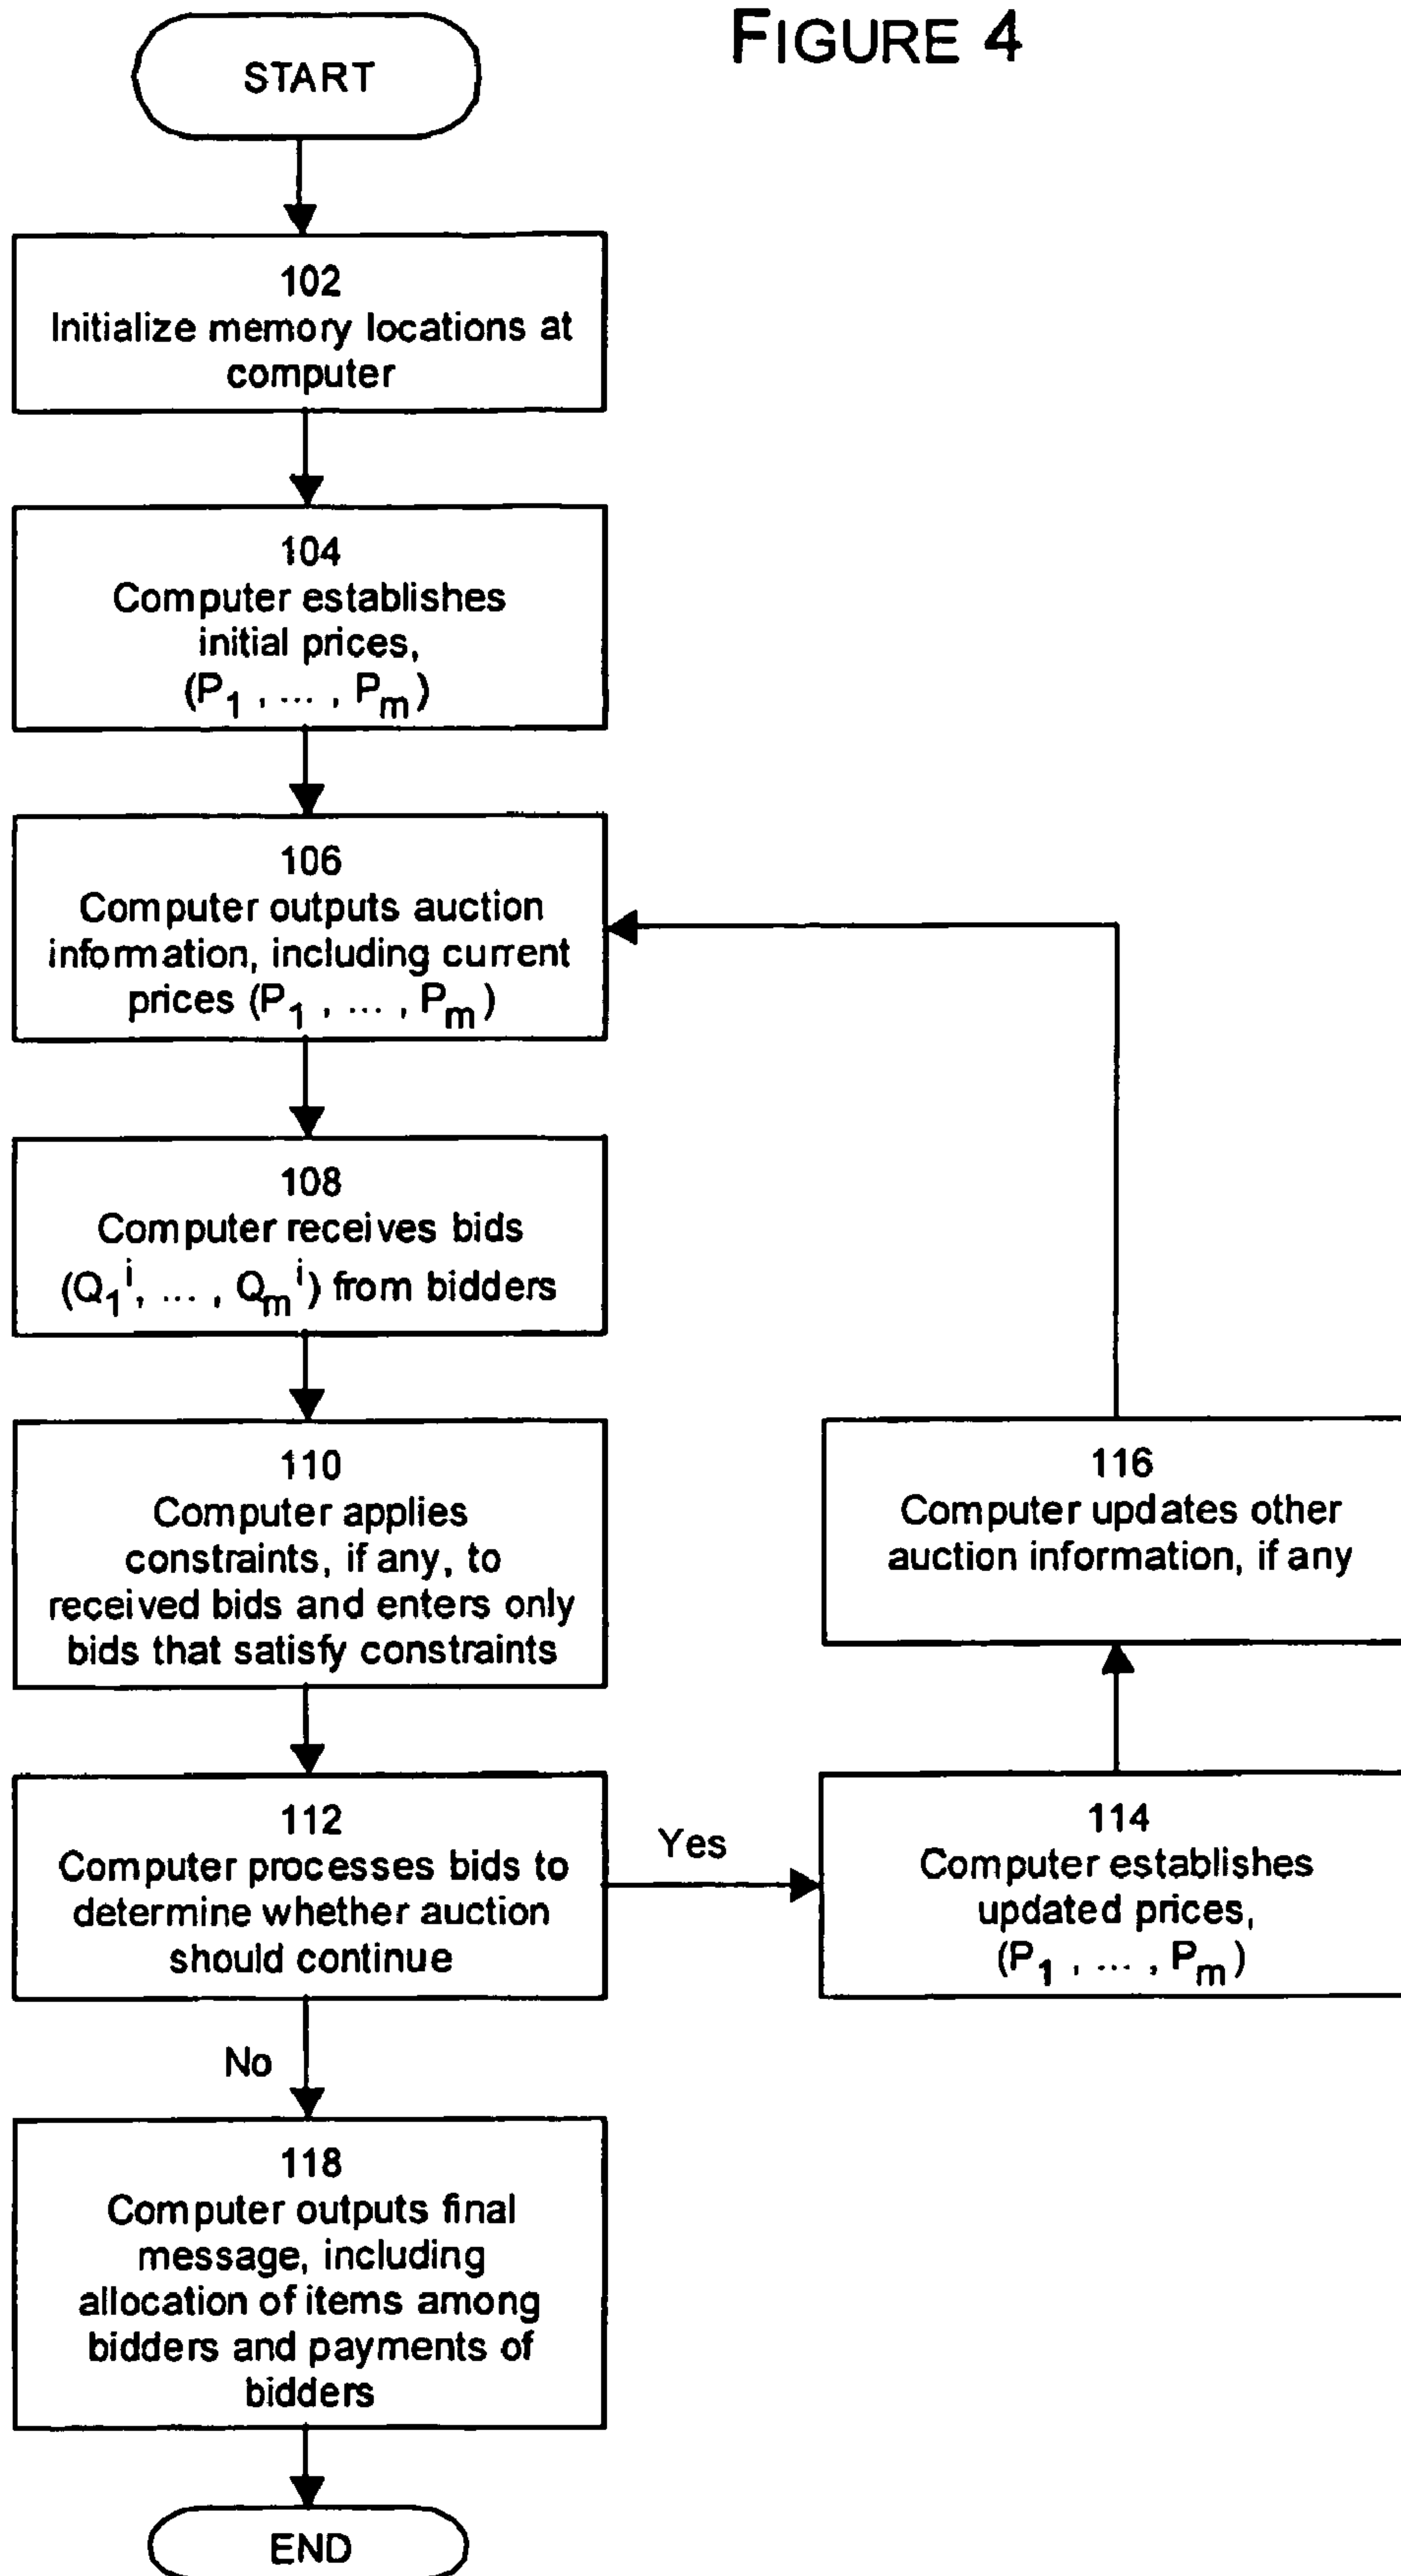 FIGURE 4
START
102
Initialize memory locations at
computer
104
Computer establishes
initial prices,
(P₁ , ... , Pₘ)
106
Computer outputs auction
information, including current
prices (P₁ , ... , Pₘ)
108
Computer receives bids
(Q₁ⁱ, ... , Qₘⁱ) from bidders
110
Computer applies
constraints, if any, to
received bids and enters only
bids that satisfy constraints
116
Computer updates other
auction information, if any
112
Computer processes bids to
determine whether auction
should continue
Yes
114
Computer establishes
updated prices,
(P₁ , ... , Pₘ)
No
118
Computer outputs final
message, including
allocation of items among
bidders and payments of
bidders
END